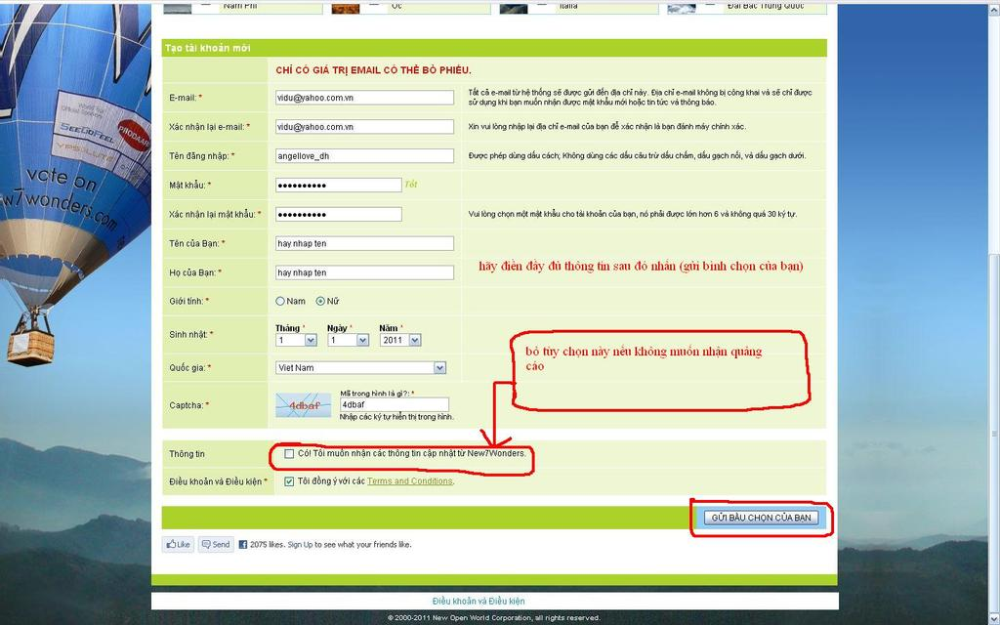 Nam Phi
Úc
Italia
Đài Bắc Trung Quốc
Tạo tài khoản mới
CHỈ CÓ GIÁ TRỊ EMAIL CÓ THỂ BỎ PHIẾU.
E-mail: * vidu@yahoo.com.vn
Tất cả e-mail từ hệ thống sẽ được gửi đến địa chỉ này. Địa chỉ e-mail không bị công khai và sẽ chỉ được
sử dụng khi bạn muốn nhận được mật khẩu mới hoặc tin tức và thông báo.
Xác nhận lại e-mail: * vidu@yahoo.com.vn Xin vui lòng nhập lại địa chỉ e-mail của bạn để xác nhận là bạn đánh máy chính xác.
Tên đăng nhập: * angellove_dh Được phép dùng dấu cách; Không dùng các dấu câu trừ dấu chấm, dấu gạch nối, và dấu gạch dưới.
Mật khẩu: * •••••••••• Tốt
Xác nhận lại mật khẩu: * •••••••••• Vui lòng chọn một mật khẩu cho tài khoản của bạn, nó phải được lớn hơn 6 và không quá 30 ký tự.
Tên của Bạn: * hay nhap ten
Họ của Bạn: * hay nhap ten
hãy điền đầy đủ thông tin sau đó nhấn (gửi bình chọn của bạn)
Giới tính: * Nam Nữ
Sinh nhật: *
Tháng * Ngày * Năm *
1 1 2011
Quốc gia: * Viet Nam
bỏ tùy chọn này nếu không muốn nhận quảng
cáo
Captcha: * 4dbaf
Mã trong hình là gì?: *
4dbaf
Nhập các ký tự hiển thị trong hình.
Thông tin Có! Tôi muốn nhận các thông tin cập nhật từ New7Wonders.
Điều khoản và Điều kiện * Tôi đồng ý với các Terms and Conditions.
GỬI BẦU CHỌN CỦA BẠN
Like Send 2075 likes. Sign Up to see what your friends like.
Điều khoản và Điều kiện
© 2000-2011 New Open World Corporation, all rights reserved.
SEEGOFEEL
PRODAIR
YPSOLUTE
vote on
w7wonders.com